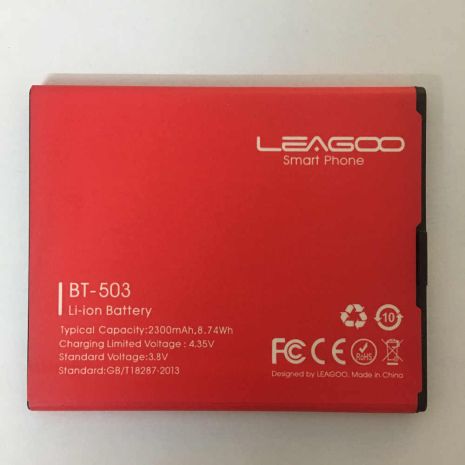 LEAGOO
Smart Phone
BT-503
Li-ion Battery
Typical Capacity:2300mAh,8.74Wh
Charging Limited Voltage : 4.35V
Standard Voltage:3.8V
Standard:GB/T18287-2013
10
FC CE RoHS
Designed by LEAGOO. Made in China